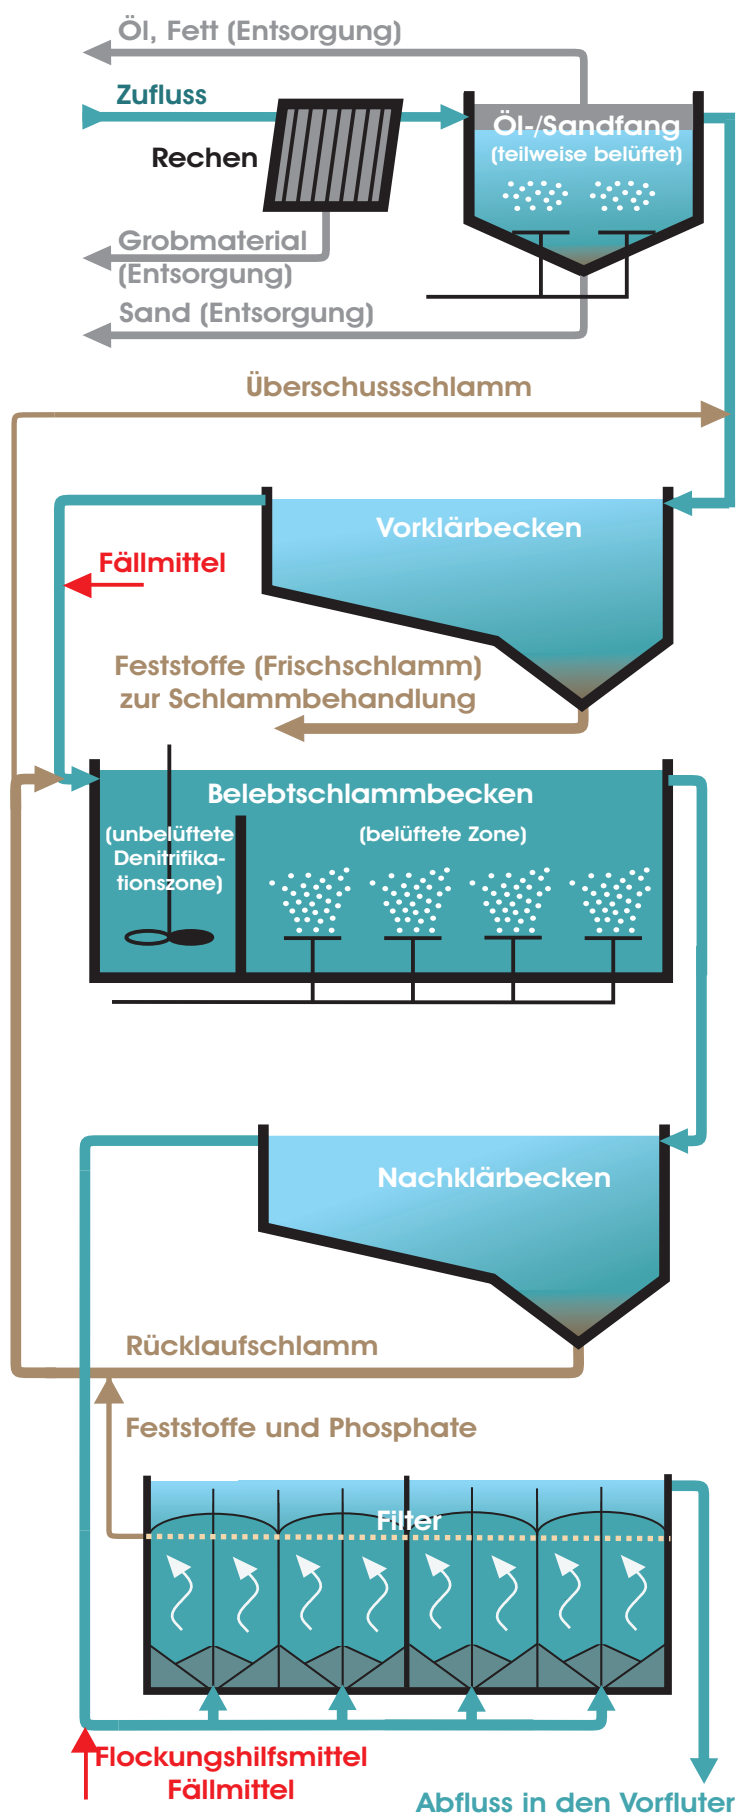 Öl, Fett (Entsorgung)
Zufluss
Öl-/Sandfang
(teilweise belüftet)
Rechen
Grobmaterial
(Entsorgung)
Sand (Entsorgung)
Überschussschlamm
Vorklärbecken
Fällmittel
Feststoffe (Frischschlamm)
zur Schlammbehandlung
Belebtschlammbecken
(unbelüftete
Denitrifika-
tionszone)
(belüftete Zone)
Nachklärbecken
Rücklaufschlamm
Feststoffe und Phosphate
Filter
Flockungshilfsmittel
Fällmittel
Abfluss in den Vorfluter